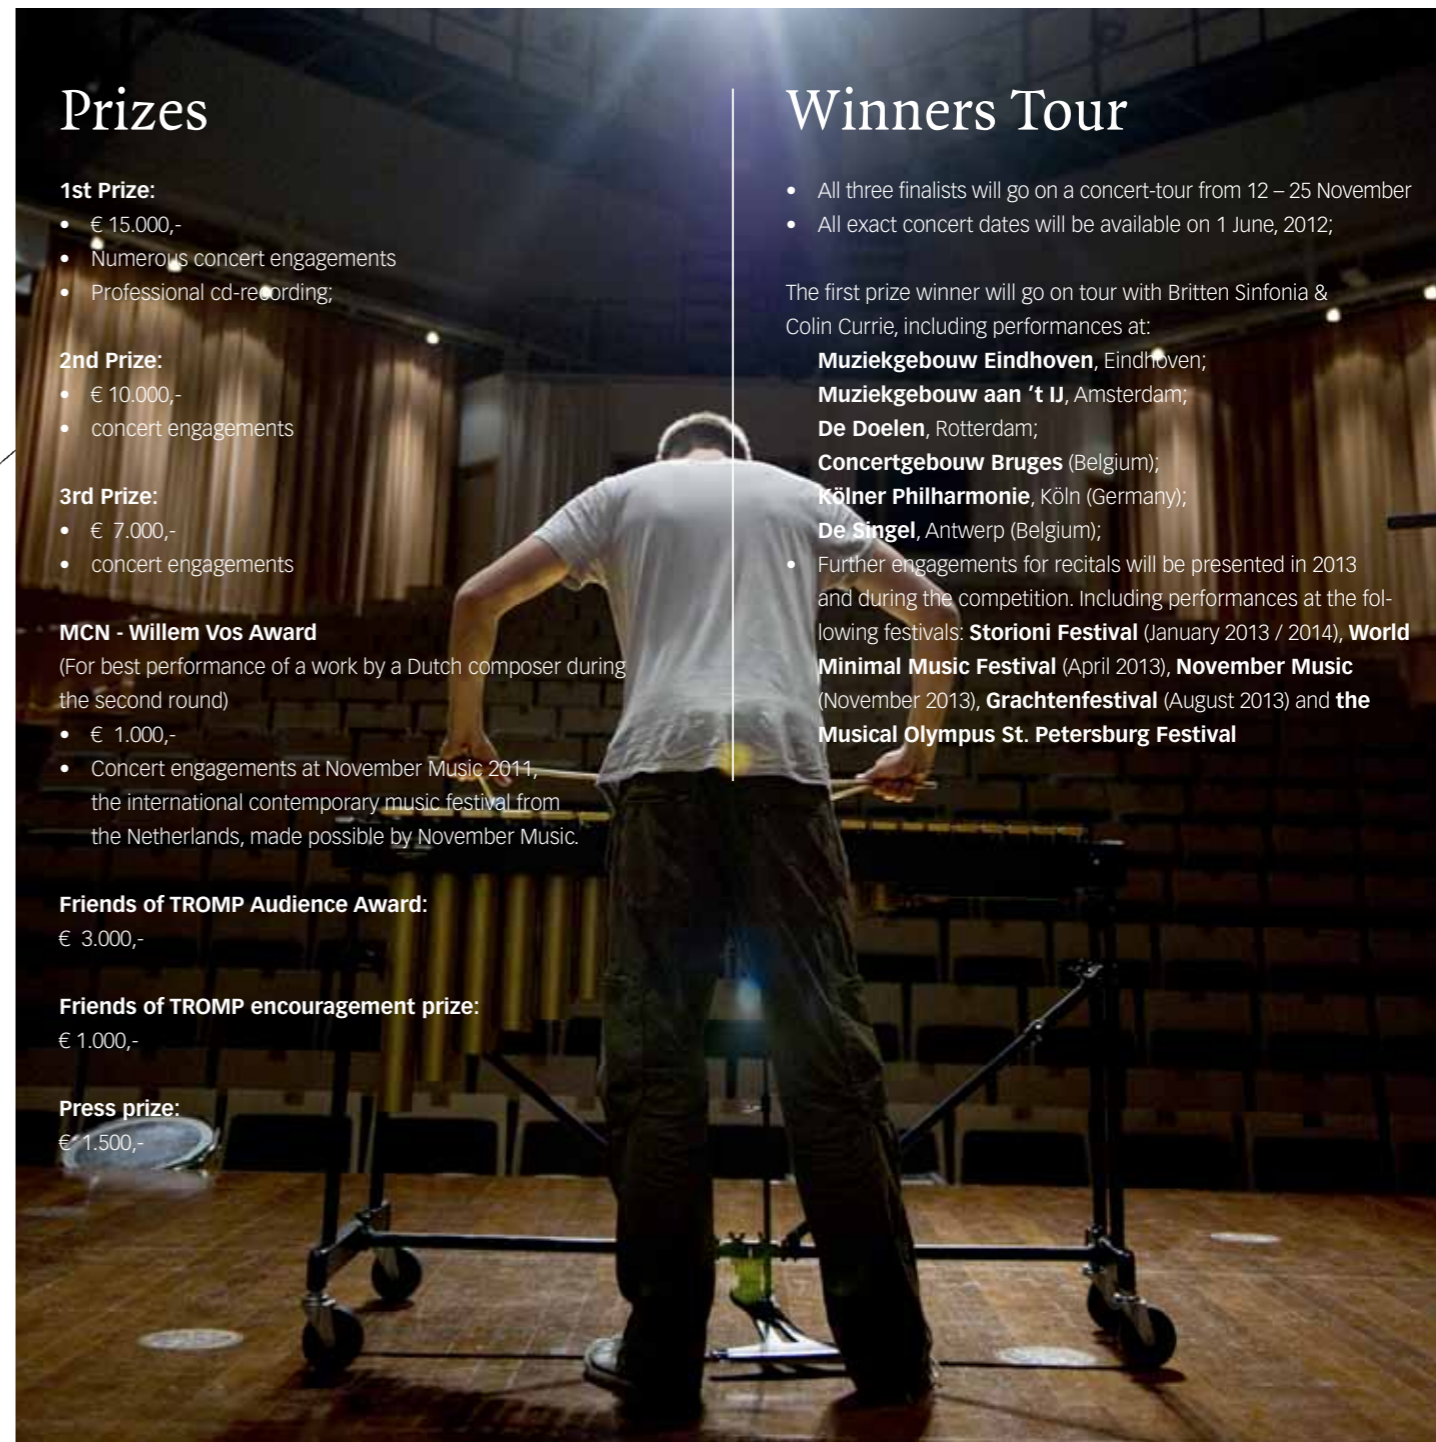 Prizes
1st Prize:
• € 15.000,-
• Numerous concert engagements
• Professional cd-recording;
2nd Prize:
• € 10.000,-
• concert engagements
3rd Prize:
• € 7.000,-
• concert engagements
MCN - Willem Vos Award
(For best performance of a work by a Dutch composer during
the second round)
• € 1.000,-
• Concert engagements at November Music 2011,
the international contemporary music festival from
the Netherlands, made possible by November Music.
Friends of TROMP Audience Award:
€ 3.000,-
Friends of TROMP encouragement prize:
€ 1.000,-
Press prize:
€ 1.500,-
Winners Tour
• All three finalists will go on a concert-tour from 12 – 25 November
• All exact concert dates will be available on 1 June, 2012;
The first prize winner will go on tour with Britten Sinfonia &
Colin Currie, including performances at:
Muziekgebouw Eindhoven, Eindhoven;
Muziekgebouw aan ’t IJ, Amsterdam;
De Doelen, Rotterdam;
Concertgebouw Bruges (Belgium);
Kölner Philharmonie, Köln (Germany);
De Singel, Antwerp (Belgium);
• Further engagements for recitals will be presented in 2013
and during the competition. Including performances at the fol-
lowing festivals: Storioni Festival (January 2013 / 2014), World
Minimal Music Festival (April 2013), November Music
(November 2013), Grachtenfestival (August 2013) and the
Musical Olympus St. Petersburg Festival